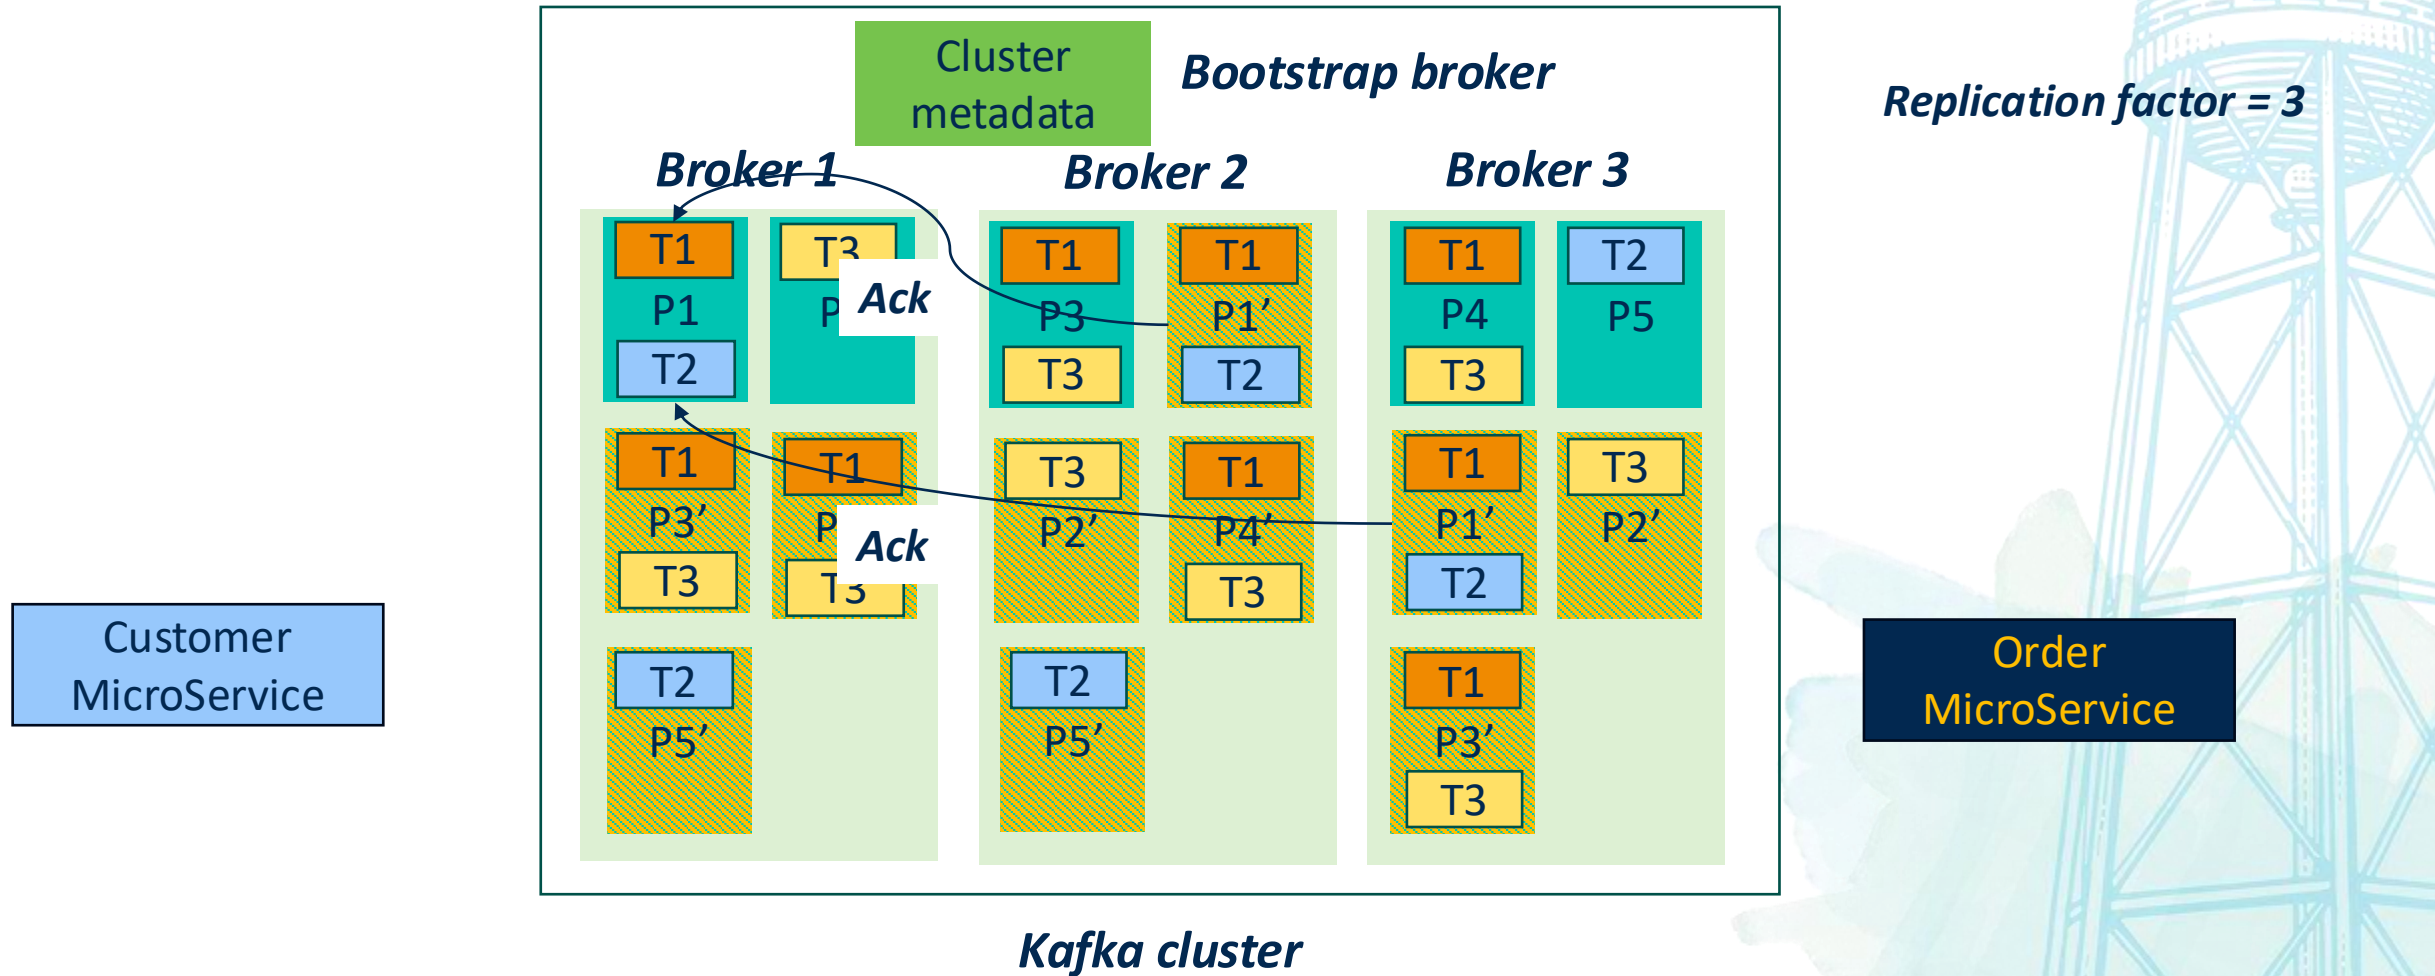 Cluster
metadata
Bootstrap broker
Replication factor = 3
Broker 1
Broker 2
Broker 3
T1
P1
T2
T3
P
Ack
T1
P3
T3
T1
P1’
T2
T1
P4
T3
T2
P5
T1
P3’
T3
T1
P
Ack
T3
T3
P2’
T1
P4’
T3
T1
P1’
T2
T3
P2’
T2
P5’
T2
P5’
T1
P3’
T3
Customer
MicroService
Order
MicroService
Kafka cluster